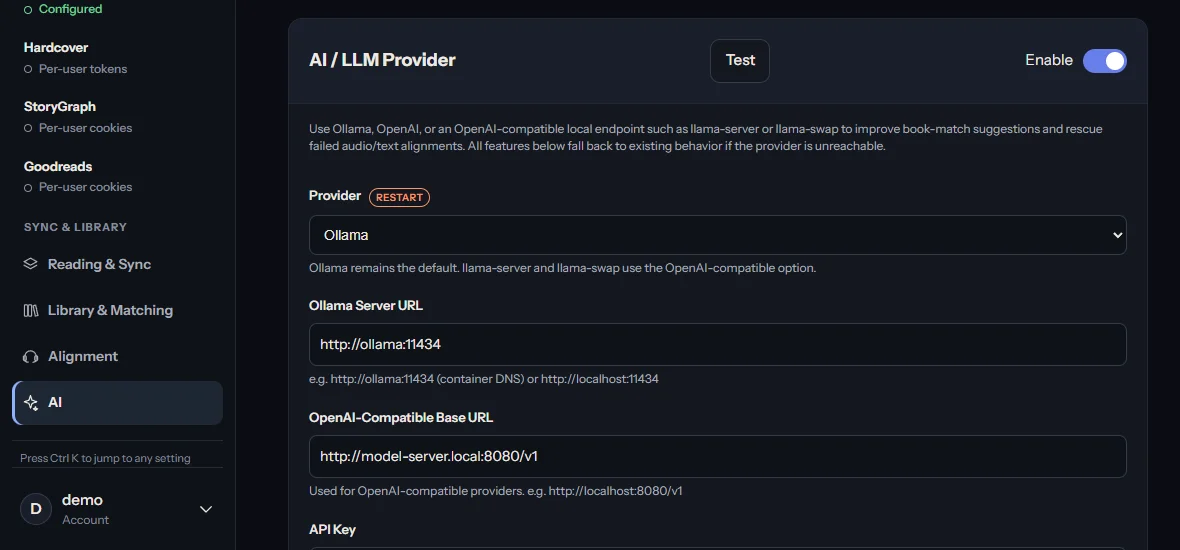 Configured
Hardcover
Per-user tokens
StoryGraph
Per-user cookies
Goodreads
Per-user cookies
SYNC & LIBRARY
Reading & Sync
Library & Matching
Alignment
AI
Press Ctrl K to jump to any setting
D
demo
Account
AI / LLM Provider
Test
Enable
Use Ollama, OpenAI, or an OpenAI-compatible local endpoint such as llama-server or llama-swap to improve book-match suggestions and rescue
failed audio/text alignments. All features below fall back to existing behavior if the provider is unreachable.
Provider RESTART
Ollama
Ollama remains the default. llama-server and llama-swap use the OpenAI-compatible option.
Ollama Server URL
http://ollama:11434
e.g. http://ollama:11434 (container DNS) or http://localhost:11434
OpenAI-Compatible Base URL
http://model-server.local:8080/v1
Used for OpenAI-compatible providers. e.g. http://localhost:8080/v1
API Key